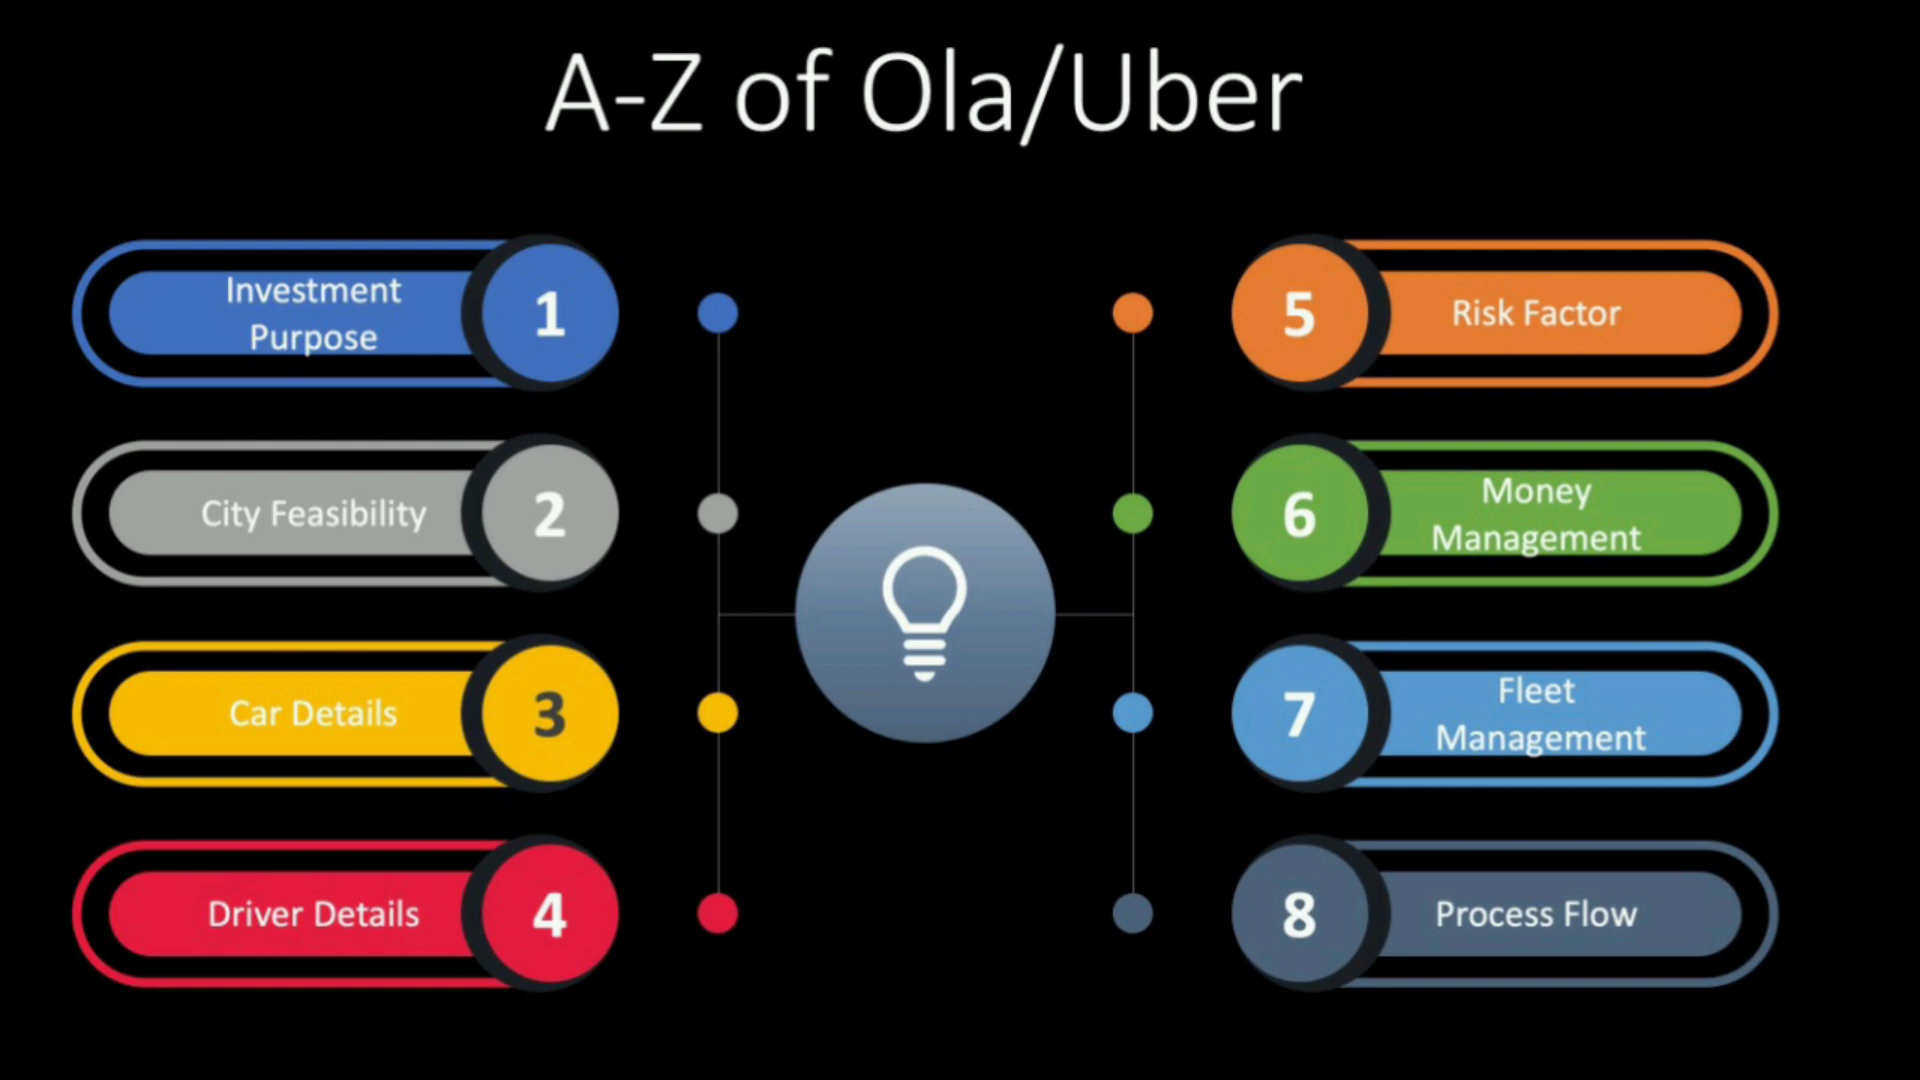 A-Z of Ola/Uber
Investment
Purpose
1
City Feasibility
2
Car Details
3
Driver Details
4
5
Risk Factor
6
Money
Management
7
Fleet
Management
8
Process Flow